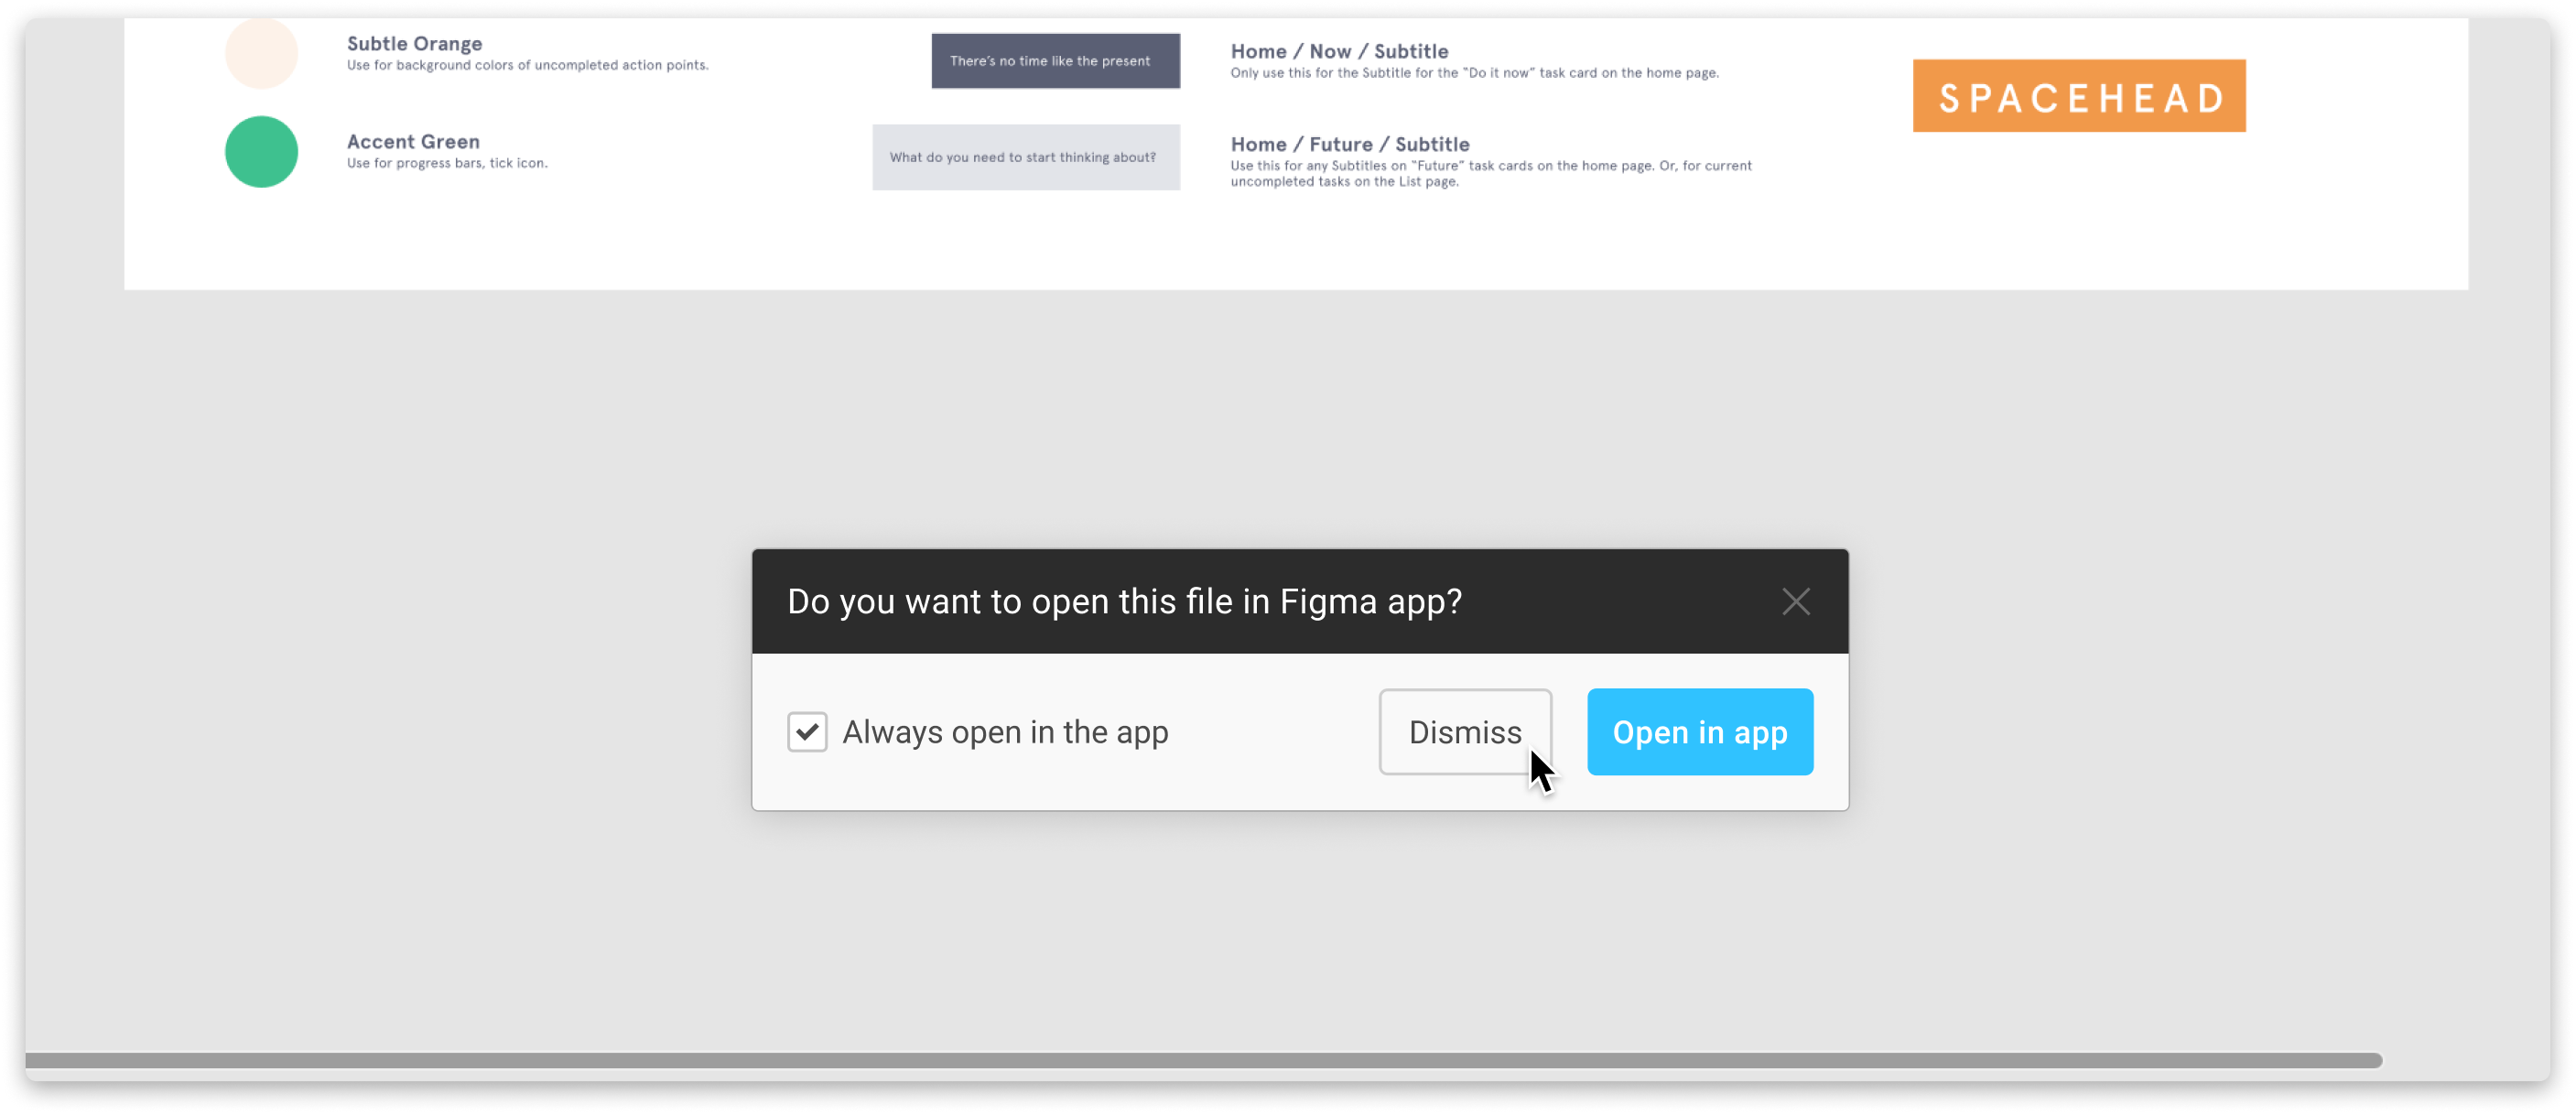 Subtle Orange
Use for background colors of uncompleted action points.
Accent Green
Use for progress bars, tick icon.
There’s no time like the present
What do you need to start thinking about?
Home / Now / Subtitle
Only use this for the Subtitle for the “Do it now” task card on the home page.
Home / Future / Subtitle
Use this for any Subtitles on “Future” task cards on the home page. Or, for current
uncompleted tasks on the List page.
SPACEHEAD
Do you want to open this file in Figma app?
Always open in the app
Dismiss
Open in app